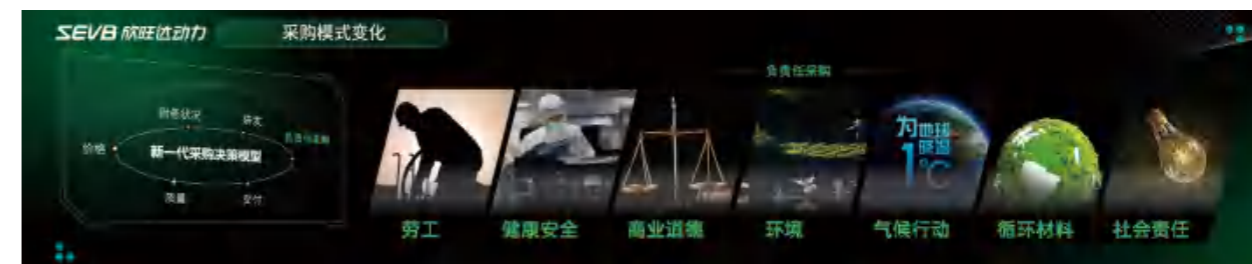 SEVB 欣旺达动力
采购模式变化
负责任采购
财务状况
研发
负责任采购
价格
新一代采购决策模型
质量
交付
为地球
降温
1℃
劳工
健康安全
商业道德
环境
气候行动
循环材料
社会责任